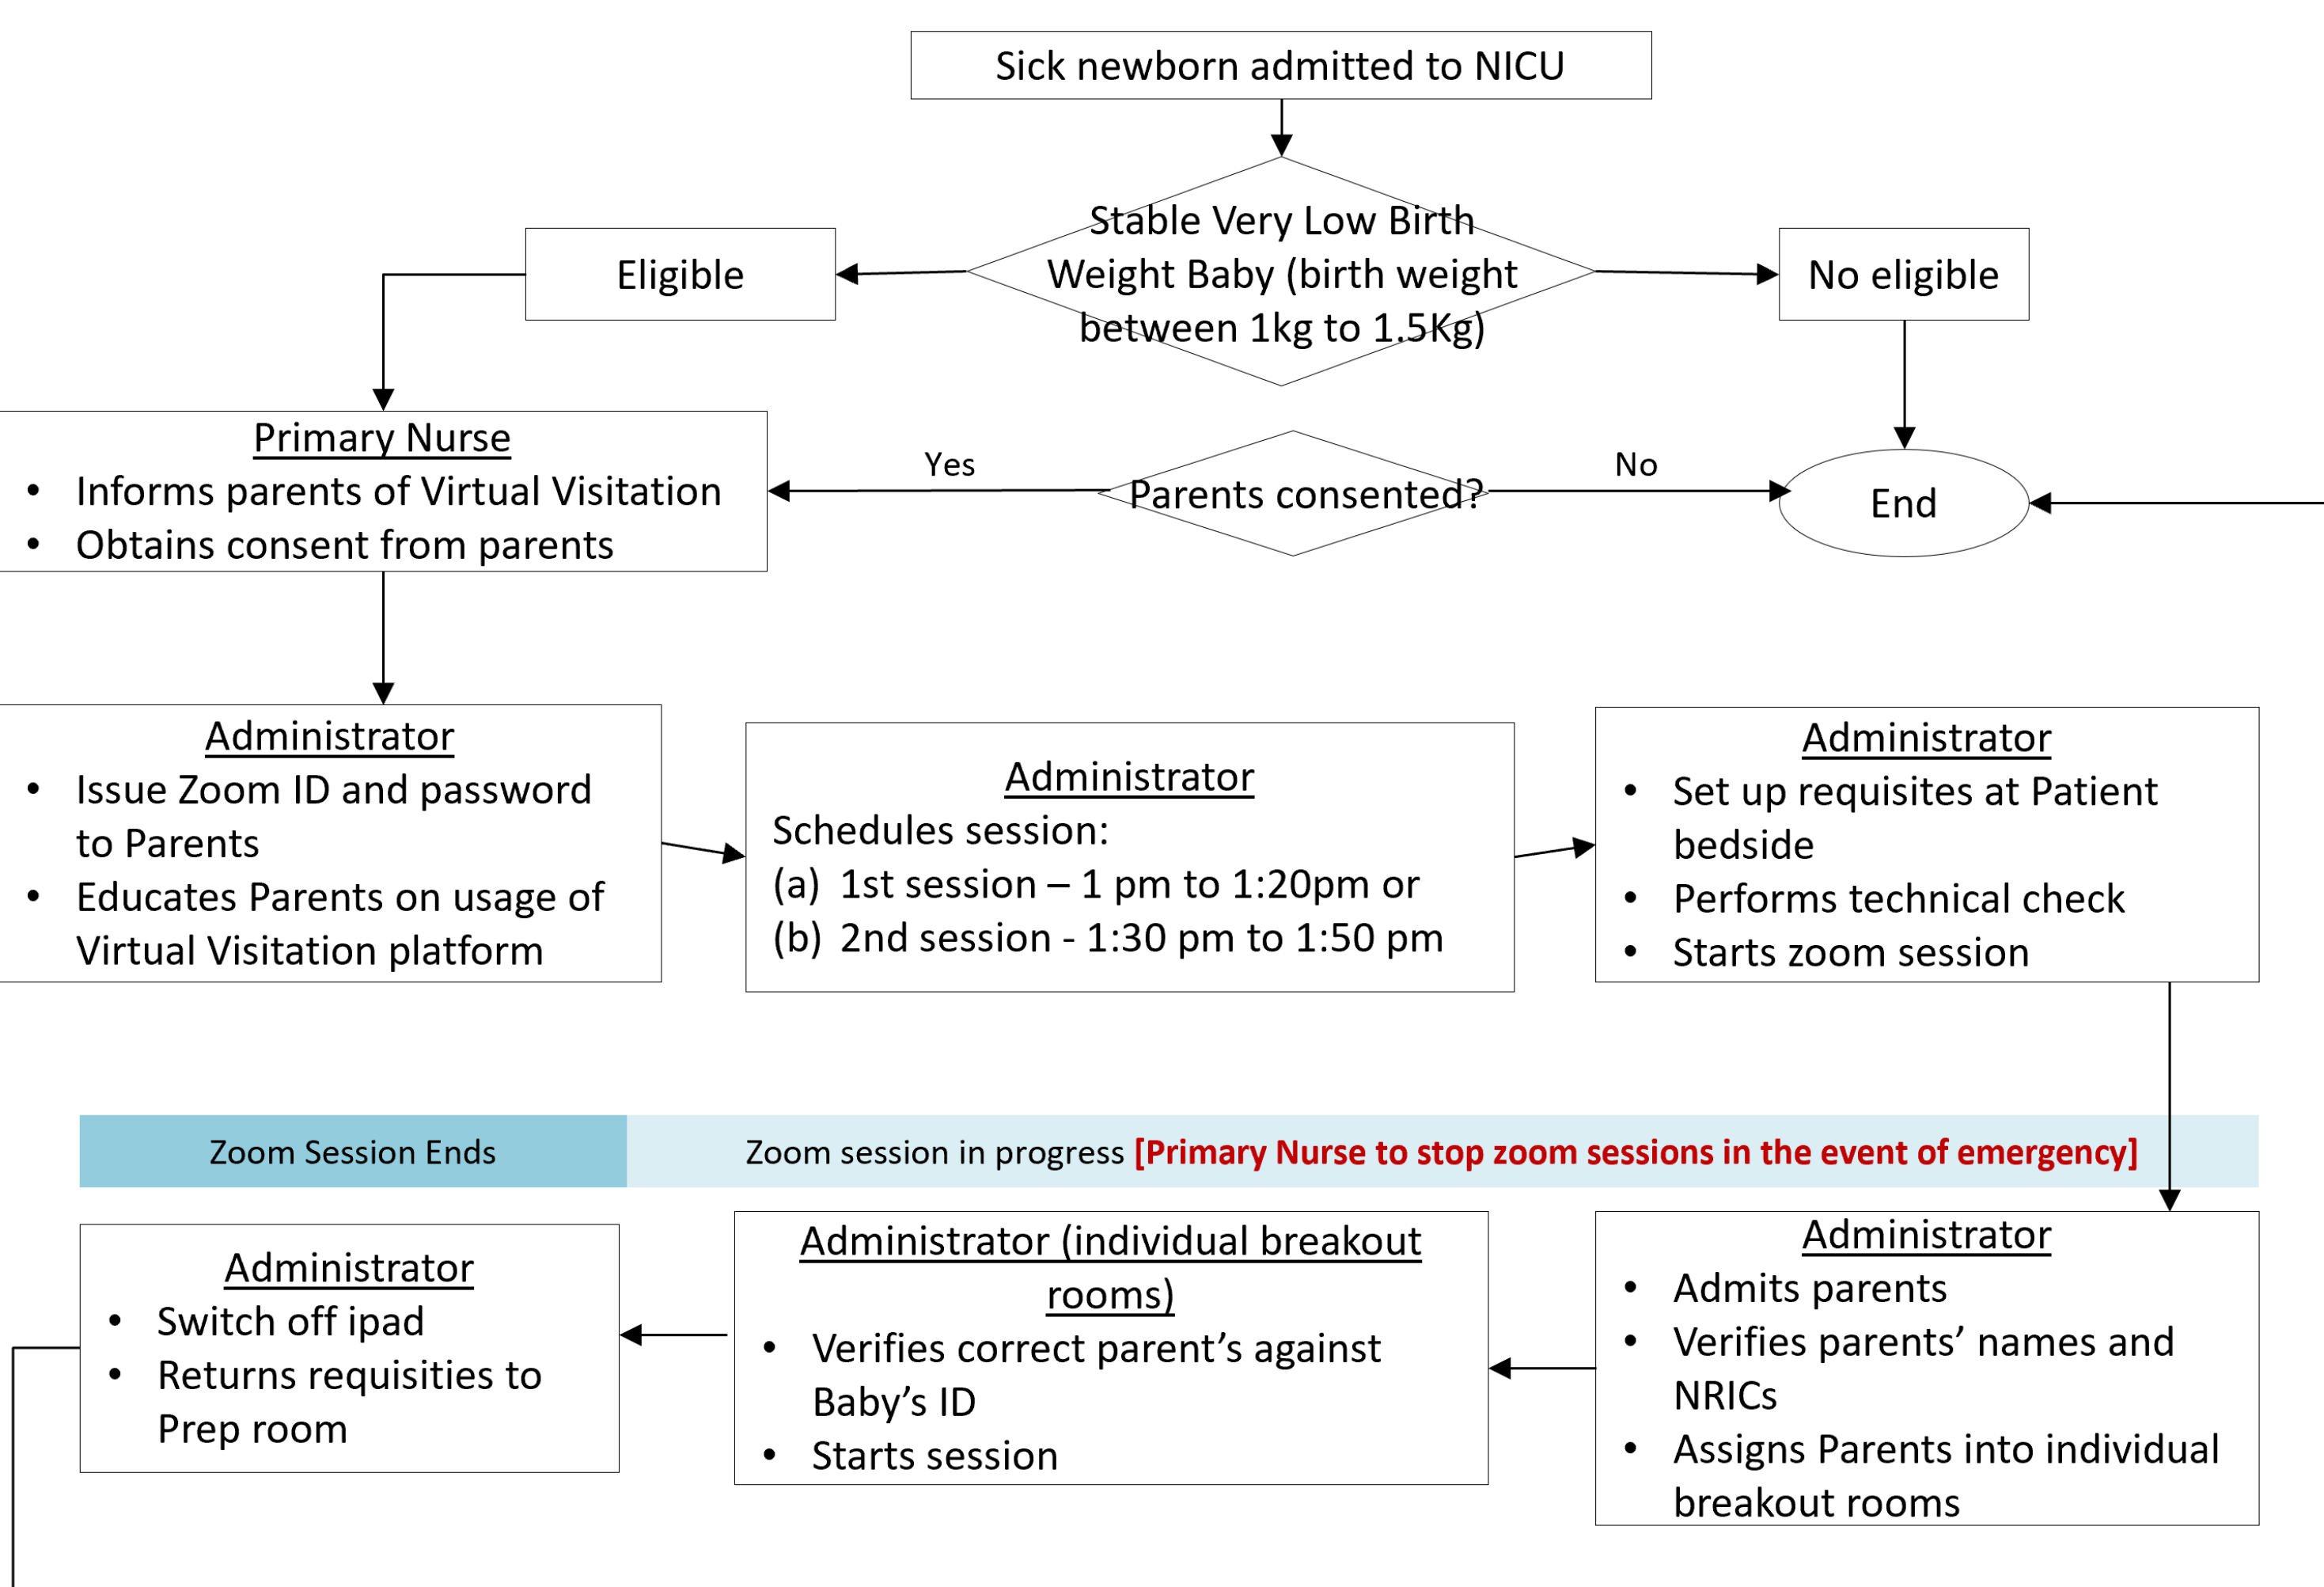 Sick newborn admitted to NICU
Stable Very Low Birth
Weight Baby (birth weight
between 1kg to 1.5Kg)
Eligible
No eligible
Primary Nurse
• Informs parents of Virtual Visitation
• Obtains consent from parents
Yes
Parents consented?
No
End
Administrator
• Issue Zoom ID and password
to Parents
• Educates Parents on usage of
Virtual Visitation platform
Administrator
Schedules session:
(a) 1st session – 1 pm to 1:20pm or
(b) 2nd session - 1:30 pm to 1:50 pm
Administrator
• Set up requisites at Patient
bedside
• Performs technical check
• Starts zoom session
Zoom Session Ends
Zoom session in progress [Primary Nurse to stop zoom sessions in the event of emergency]
Administrator
• Switch off ipad
• Returns requisities to
Prep room
Administrator (individual breakout
rooms)
• Verifies correct parent’s against
Baby’s ID
• Starts session
Administrator
• Admits parents
• Verifies parents’ names and
NRICs
• Assigns Parents into individual
breakout rooms